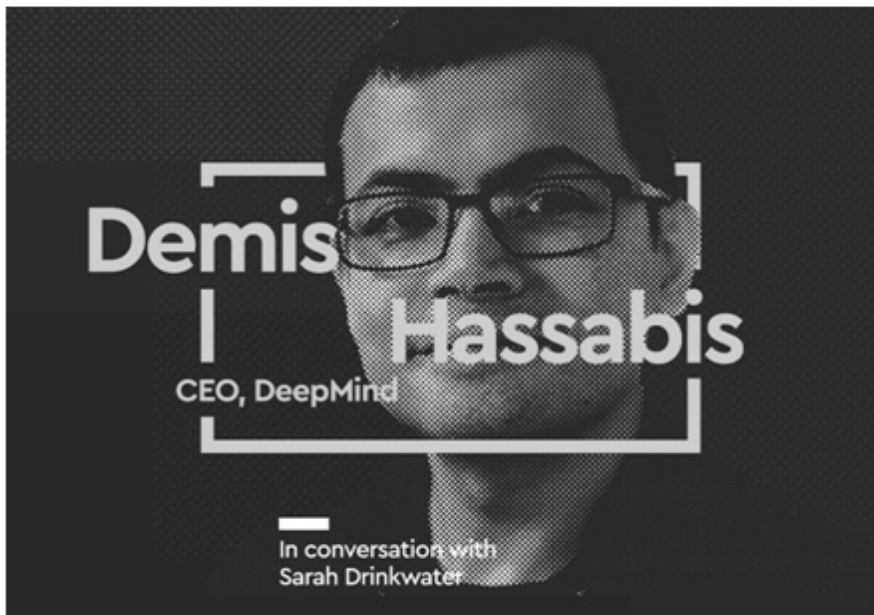 Demis
Hassabis
CEO, DeepMind
In conversation with
Sarah Drinkwater